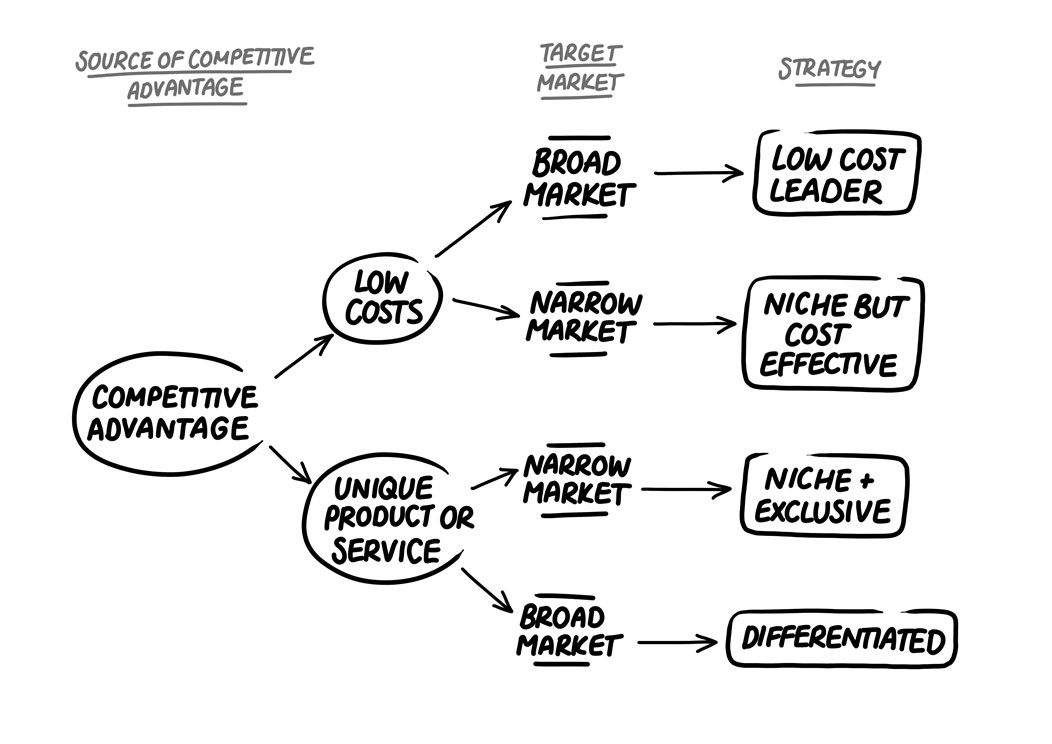 SOURCE OF COMPETITIVE
ADVANTAGE
TARGET
MARKET
STRATEGY
BROAD
MARKET
LOW COST
LEADER
LOW
COSTS
NARROW
MARKET
NICHE BUT
COST
EFFECTIVE
COMPETITIVE
ADVANTAGE
UNIQUE
PRODUCT OR
SERVICE
NARROW
MARKET
NICHE +
EXCLUSIVE
BROAD
MARKET
DIFFERENTIATED